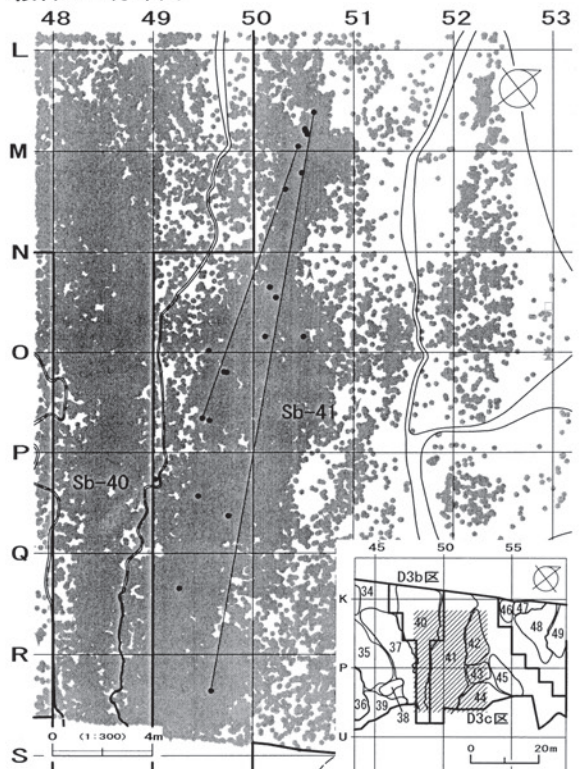 48 49 50 51 52 53
L
M
N
O
P
Q
R
S
Sb-41
Sb-40
0 (1:300) 4m
45 50 55
D3b区
K
P
U
34
35
36
37
38
39
40
41
42
43
44
45
46
47
48
49
D3c区
0 20m